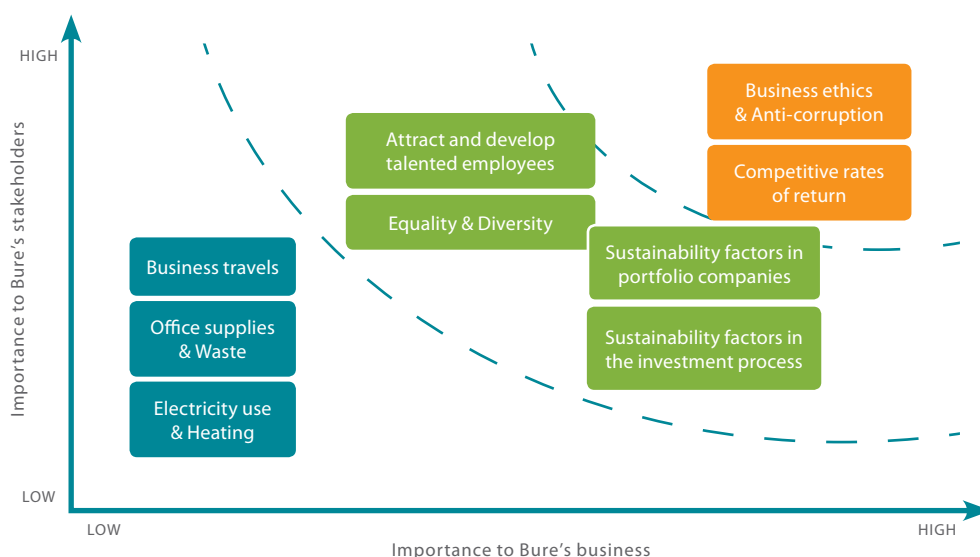 HIGH
Importance to Bure's stakeholders
LOW
Business ethics
& Anti-corruption
Competitive rates
of return
Attract and develop
talented employees
Equality & Diversity
Sustainability factors in
portfolio companies
Sustainability factors in
the investment process
Business travels
Office supplies
& Waste
Electricity use
& Heating
LOW
HIGH
Importance to Bure's business